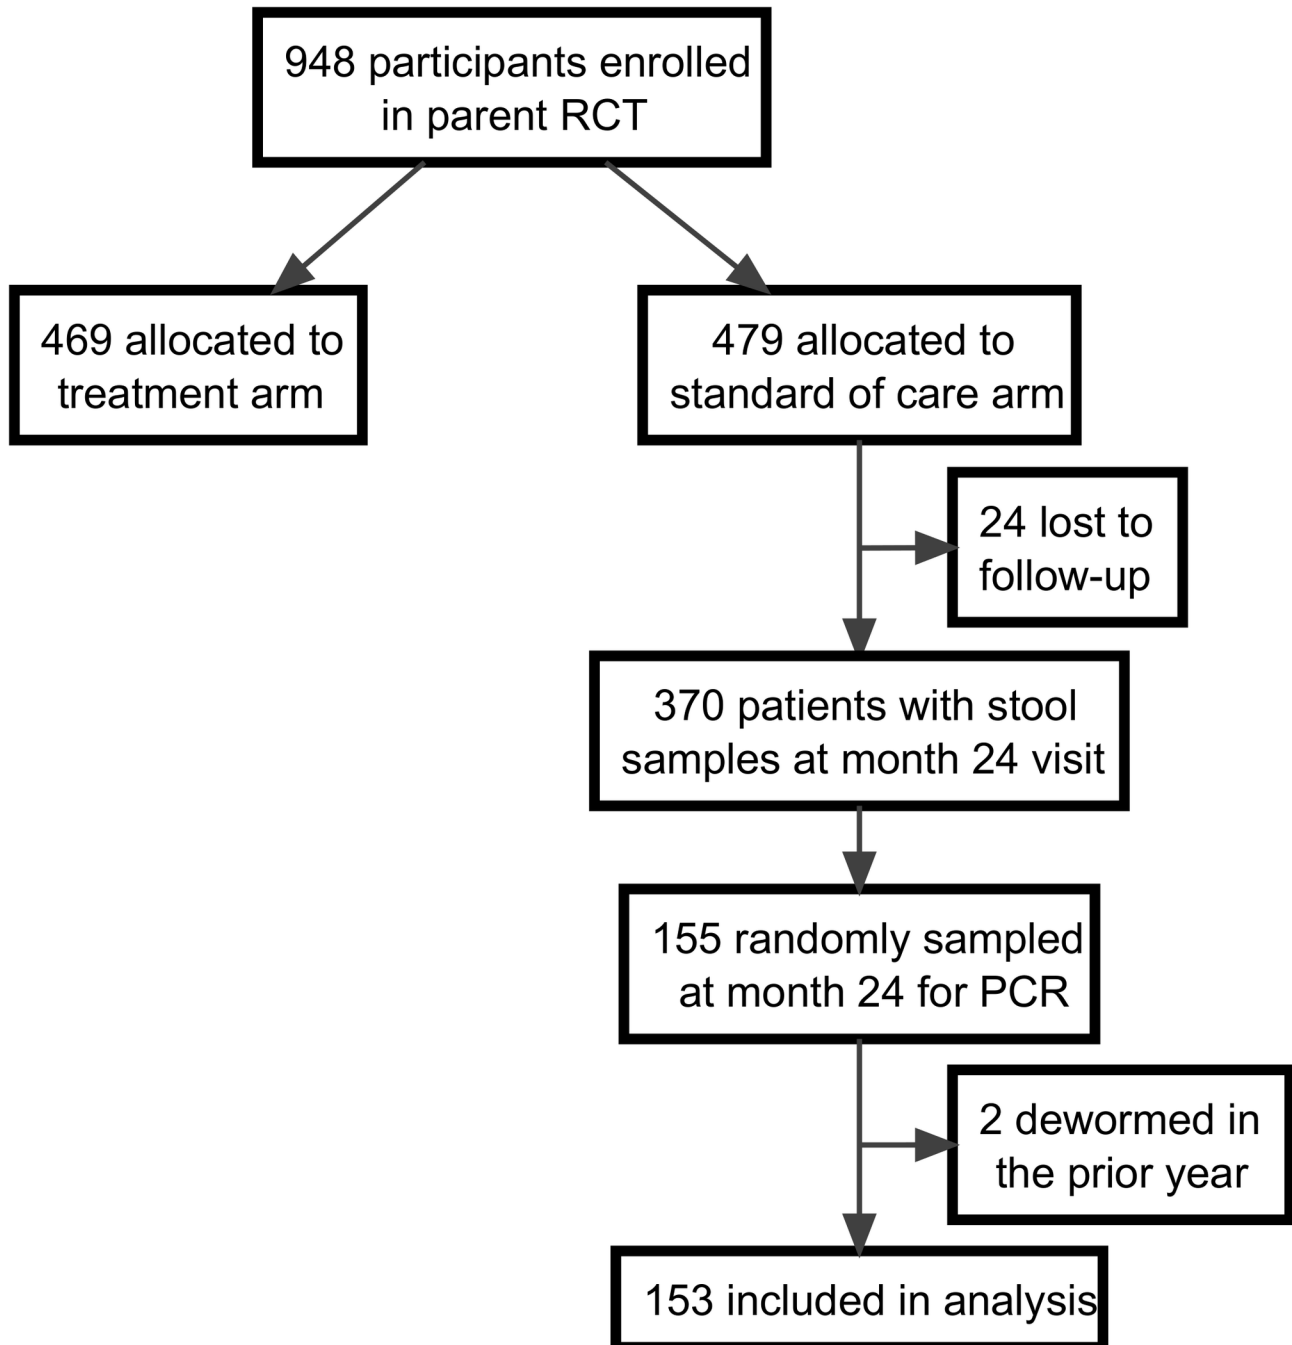 948 participants enrolled
in parent RCT
469 allocated to
treatment arm
479 allocated to
standard of care arm
24 lost to
follow-up
370 patients with stool
samples at month 24 visit
155 randomly sampled
at month 24 for PCR
2 dewormed in
the prior year
153 included in analysis